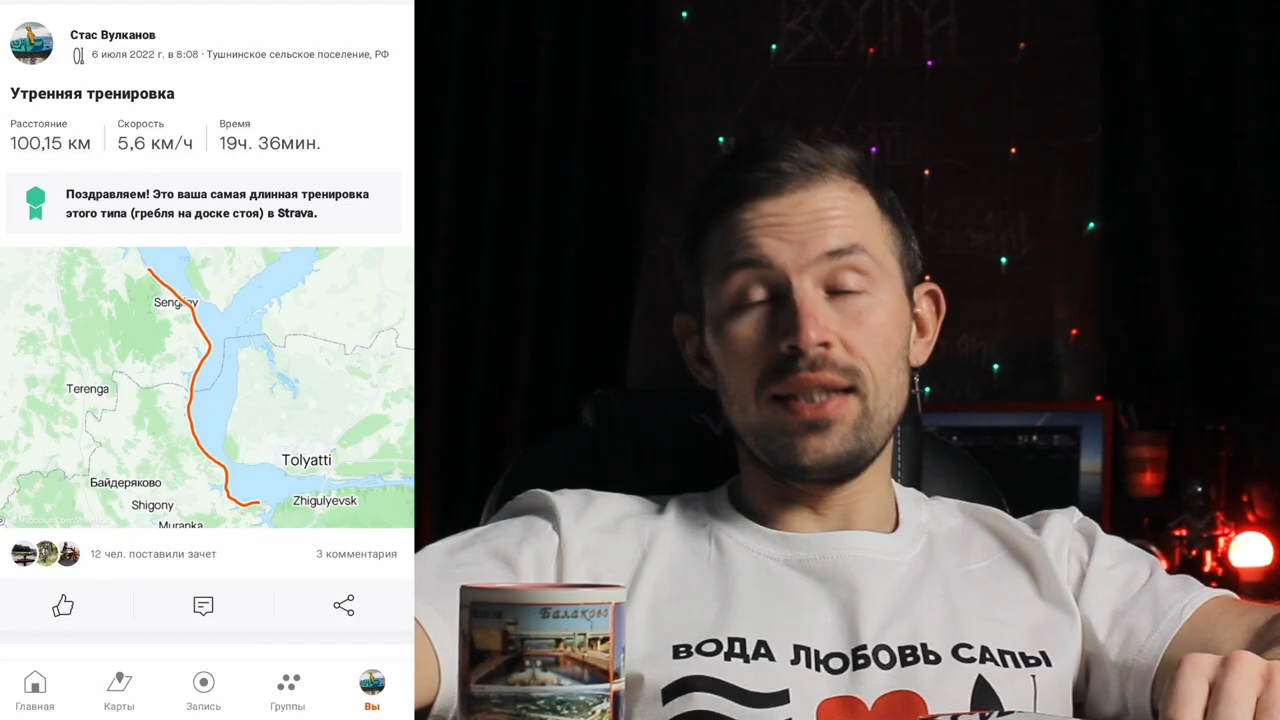 Стас Вулканов
6 июля 2022 г. в 8:08 · Тушнинское сельское поселение, РФ
Утренняя тренировка
Расстояние
Скорость
Время
100,15 км
5,6 км/ч
19ч. 36мин.
Поздравляем! Это ваша самая длинная тренировка
этого типа (гребля на доске стоя) в Strava.
Terenga
Tolyatti
Байдеряково
Shigony
Zhigulyevsk
Muranka
12 чел. поставили зачет
3 комментария
Главная
Карты
Запись
Группы
Вы
Балаково
ВОДА ЛЮБОВЬ САПЫ